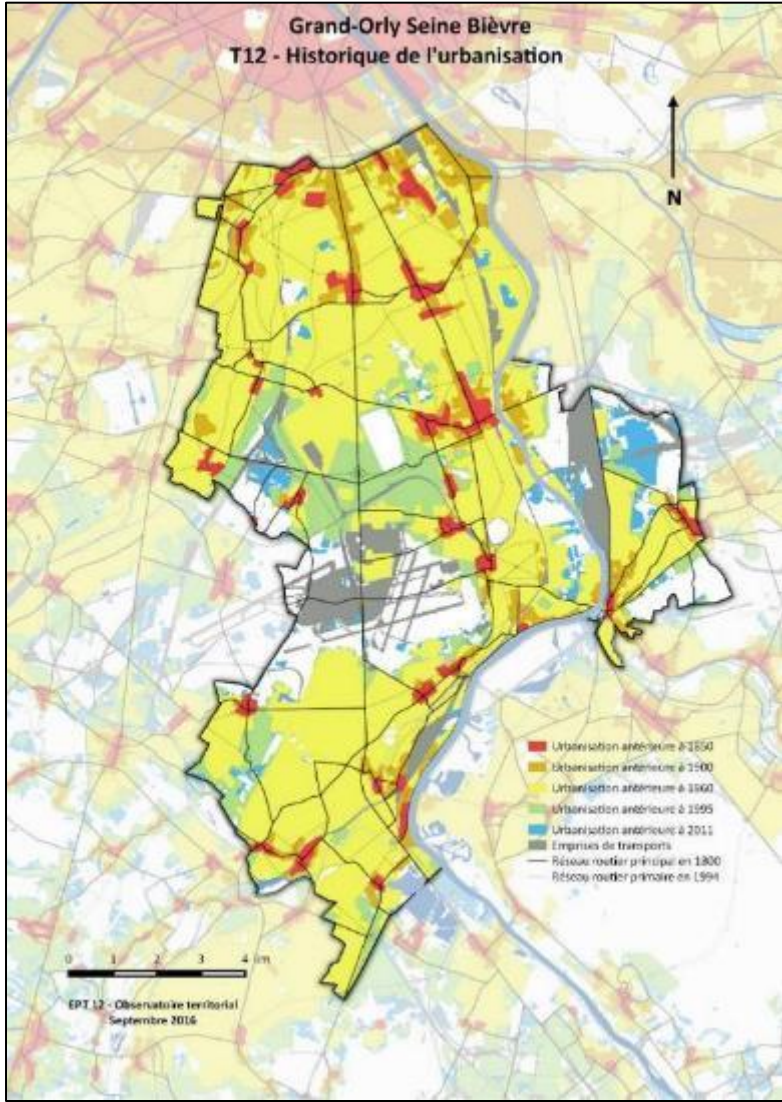 Grand-Orly Seine Bièvre
T12 - Historique de l'urbanisation
N
Urbanisation antérieure à 1850
Urbanisation antérieure à 1900
Urbanisation antérieure à 1960
Urbanisation antérieure à 1995
Urbanisation antérieure à 2011
Emprises de transports
Réseau routier principal en 1800
Réseau routier primaire en 1994
0 1 2 3 4 km
EPT 12 - Observatoire territorial
Septembre 2016